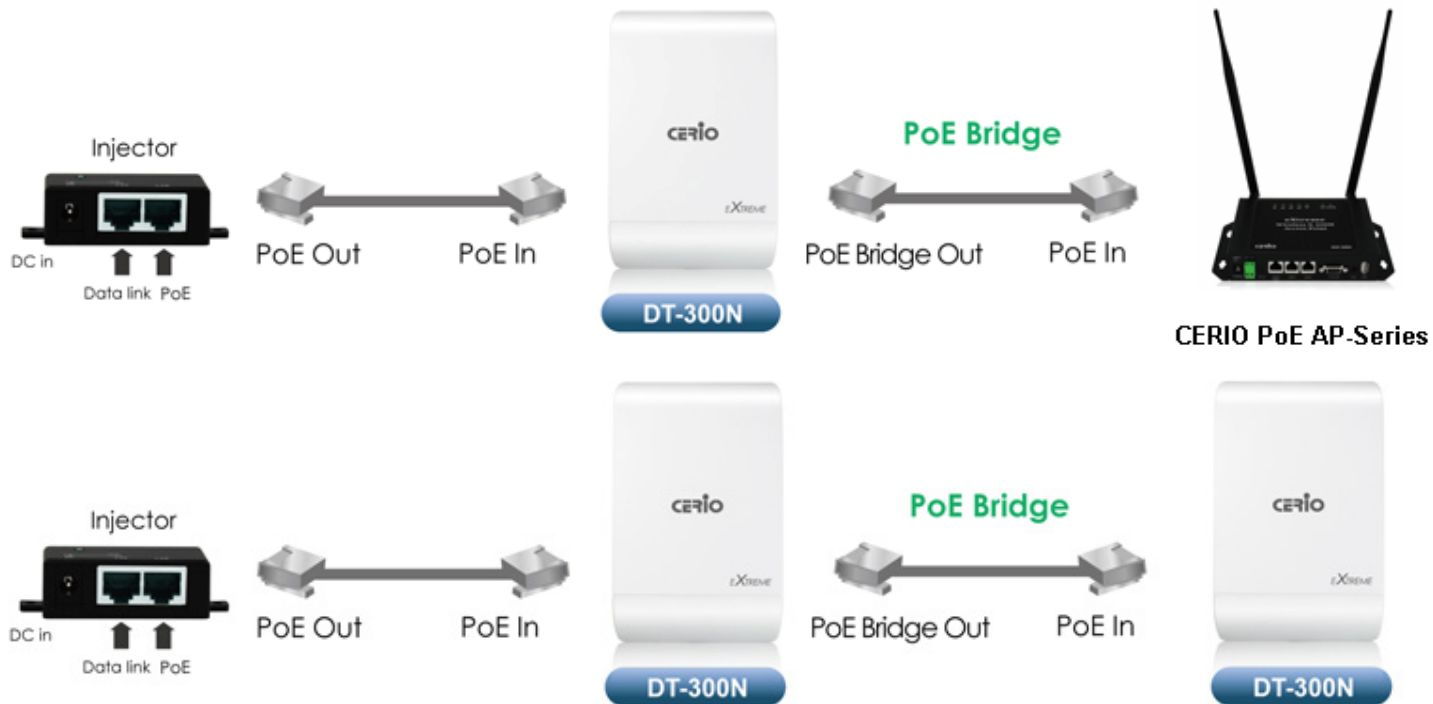 Injector
DC in
Data link PoE
PoE Out
PoE In
CERIO
eXTREME
DT-300N
PoE Bridge
PoE Bridge Out
PoE In
CERIO
CERIO PoE AP-Series
Injector
DC in
Data link PoE
PoE Out
PoE In
CERIO
eXTREME
DT-300N
PoE Bridge
PoE Bridge Out
PoE In
CERIO
eXTREME
DT-300N